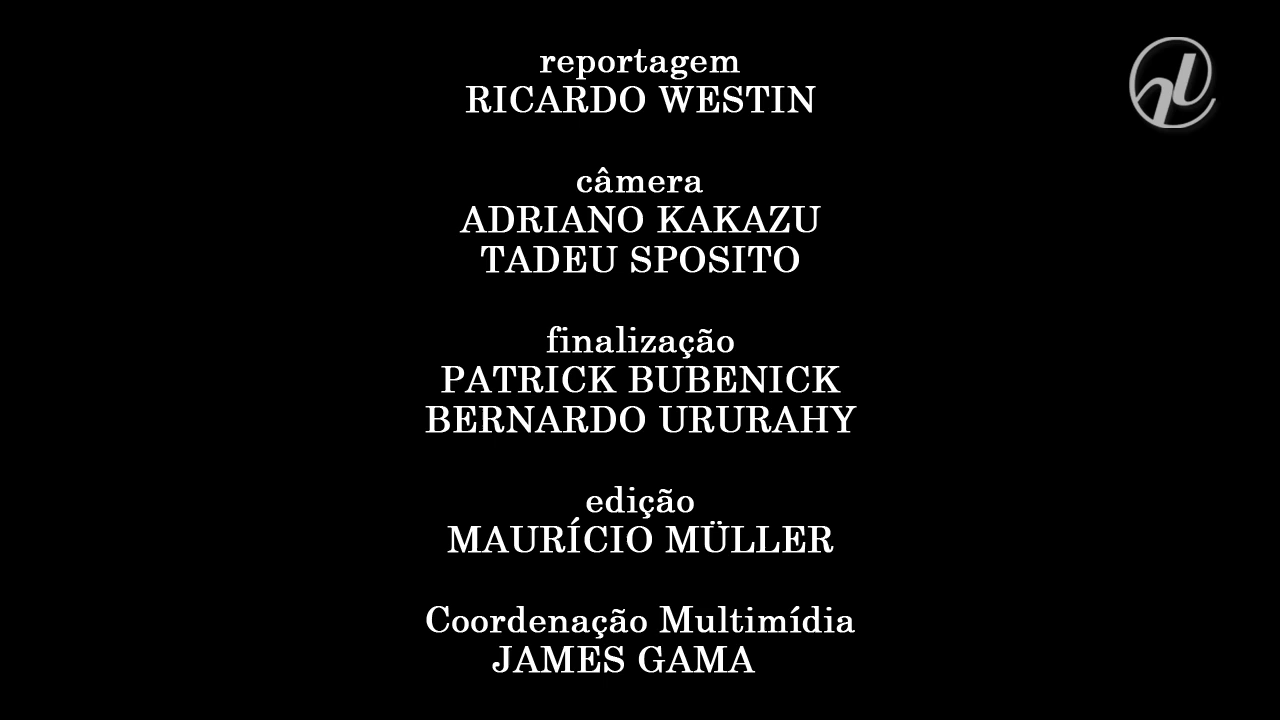 reportagem
RICARDO WESTIN
câmera
ADRIANO KAKAZU
TADEU SPOSITO
finalização
PATRICK BUBENICK
BERNARDO URURAHY
edição
MAURÍCIO MÜLLER
Coordenação Multimídia
JAMES GAMA